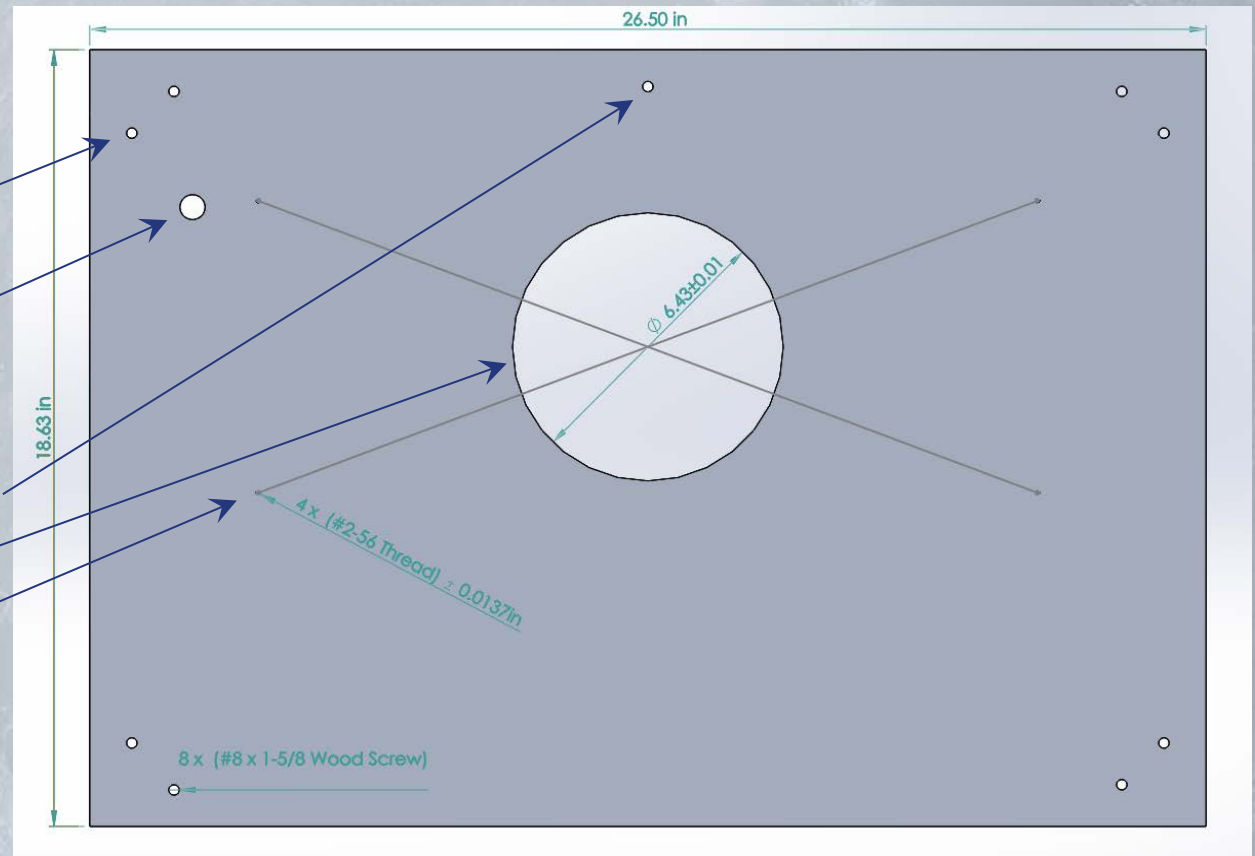 26.50 in
∅ 6.43±0.01
18.63 in
4 x (#2-56 Thread) ± 0.0137in
8 x (#8 x 1-5/8 Wood Screw)